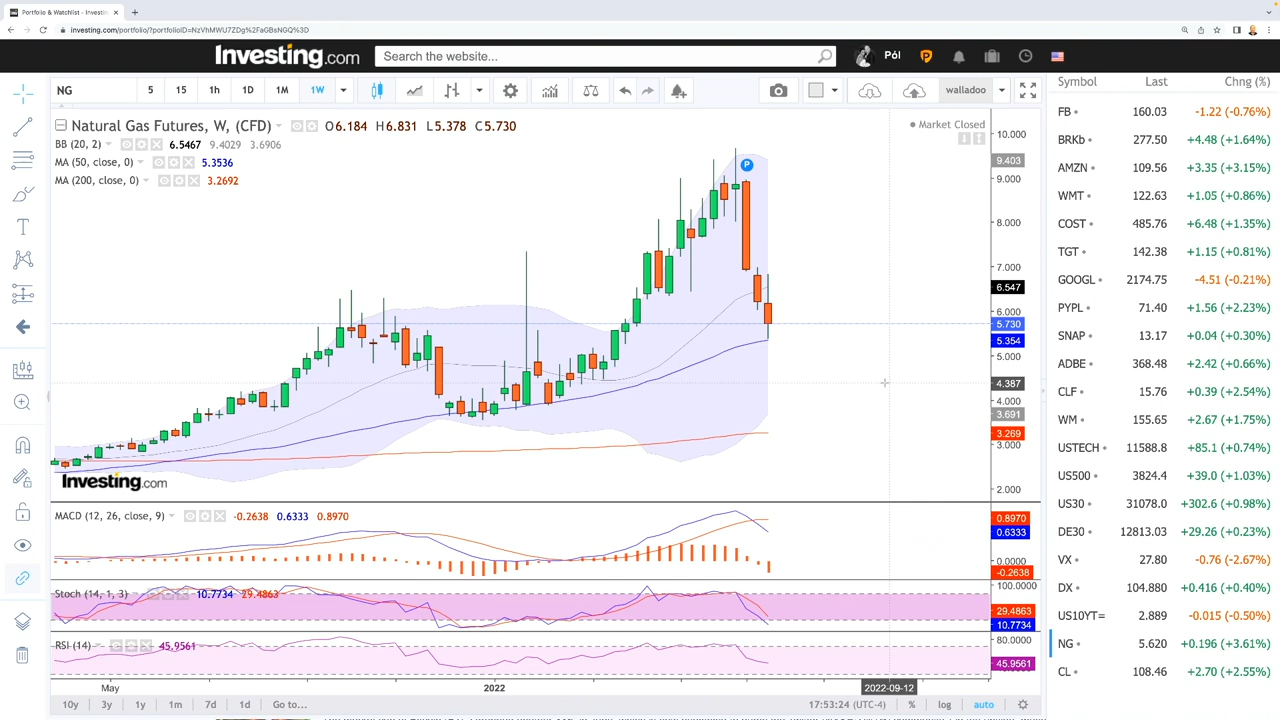 Portfolio & Watchlist - Investing
investing.com/portfolio/?portfolioID=NzVhMWU7ZDg%2FaGBsNGQ%3D
Investing.com Search the website... Pól
NG 5 15 1h 1D 1M 1W walladoo
Natural Gas Futures, W, (CFD) O6.184 H6.831 L5.378 C5.730
Market Closed
BB (20, 2) 6.5467 9.4029 3.6906
MA (50, close, 0) 5.3536
MA (200, close, 0) 3.2692
P
10.000
9.403
9.000
8.000
7.000
6.547
6.000
5.730
5.354
5.000
4.387
4.000
3.691
3.269
3.000
2.000
Investing.com
MACD (12, 26, close, 9) -0.2638 0.6333 0.8970
0.8970
0.6333
0.0000
-0.2638
Stoch (14, 1, 3) 10.7734 29.4863
100.0000
29.4863
10.7734
RSI (14) 45.9561
80.0000
45.9561
May 2022 2022-09-12
10y 3y 1y 1m 7d 1d Go to... 17:53:24 (UTC-4) % log auto
Symbol Last Chng (%)
FB 160.03 -1.22 (-0.76%)
BRKb 277.50 +4.48 (+1.64%)
AMZN 109.56 +3.35 (+3.15%)
WMT 122.63 +1.05 (+0.86%)
COST 485.76 +6.48 (+1.35%)
TGT 142.38 +1.15 (+0.81%)
GOOGL 2174.75 -4.51 (-0.21%)
PYPL 71.40 +1.56 (+2.23%)
SNAP 13.17 +0.04 (+0.30%)
ADBE 368.48 +2.42 (+0.66%)
CLF 15.76 +0.39 (+2.54%)
WM 155.65 +2.67 (+1.75%)
USTECH 11588.8 +85.1 (+0.74%)
US500 3824.4 +39.0 (+1.03%)
US30 31078.0 +302.6 (+0.98%)
DE30 12813.03 +29.26 (+0.23%)
VX 27.80 -0.76 (-2.67%)
DX 104.880 +0.416 (+0.40%)
US10YT= 2.889 -0.015 (-0.50%)
NG 5.620 +0.196 (+3.61%)
CL 108.46 +2.70 (+2.55%)